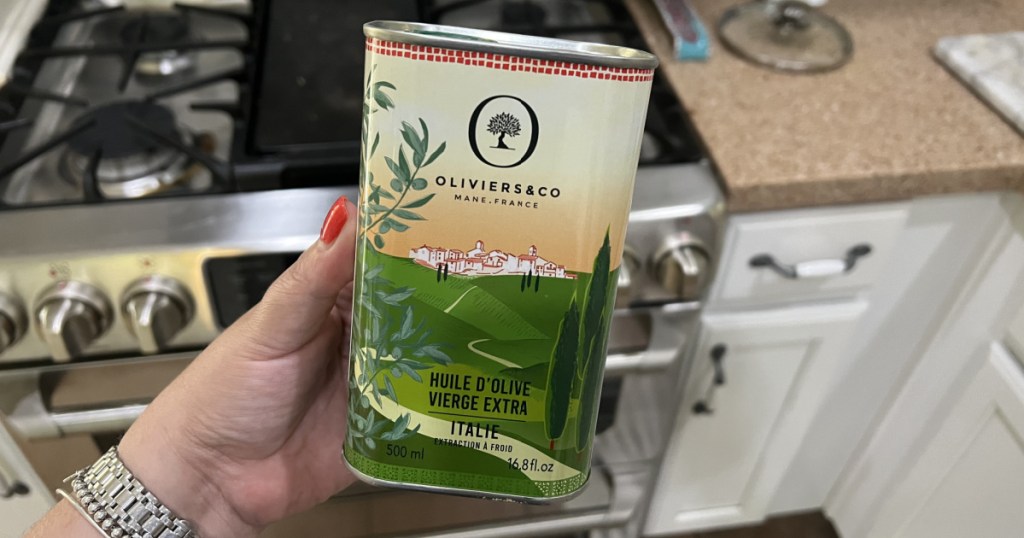 O
OLIVIERS&CO
MANE.FRANCE
HUILE D'OLIVE
VIERGE EXTRA
ITALIE
EXTRACTION À FROID
500 ml
16,8fl.oz